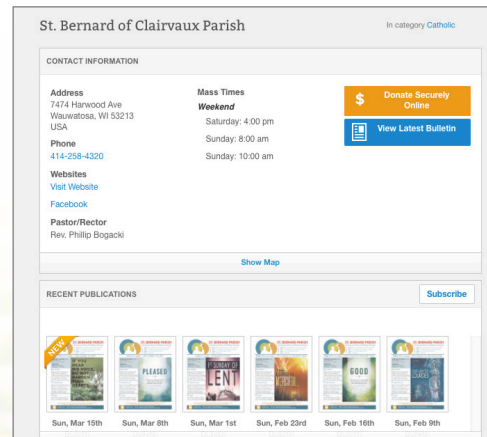 St. Bernard of Clairvaux Parish
In category Catholic
CONTACT INFORMATION
Address
7474 Harwood Ave
Wauwatosa, WI 53213
USA
Phone
414-258-4320
Websites
Visit Website
Facebook
Pastor/Rector
Rev. Phillip Bogacki
Mass Times
Weekend
Saturday: 4:00 pm
Sunday: 8:00 am
Sunday: 10:00 am
$ Donate Securely
Online
View Latest Bulletin
Show Map
RECENT PUBLICATIONS
Subscribe
NEW
PLEASED
1ST SUNDAY OF
LENT
MERCIFUL
GOOD
Sun, Mar 15th
Sun, Mar 8th
Sun, Mar 1st
Sun, Feb 23rd
Sun, Feb 16th
Sun, Feb 9th